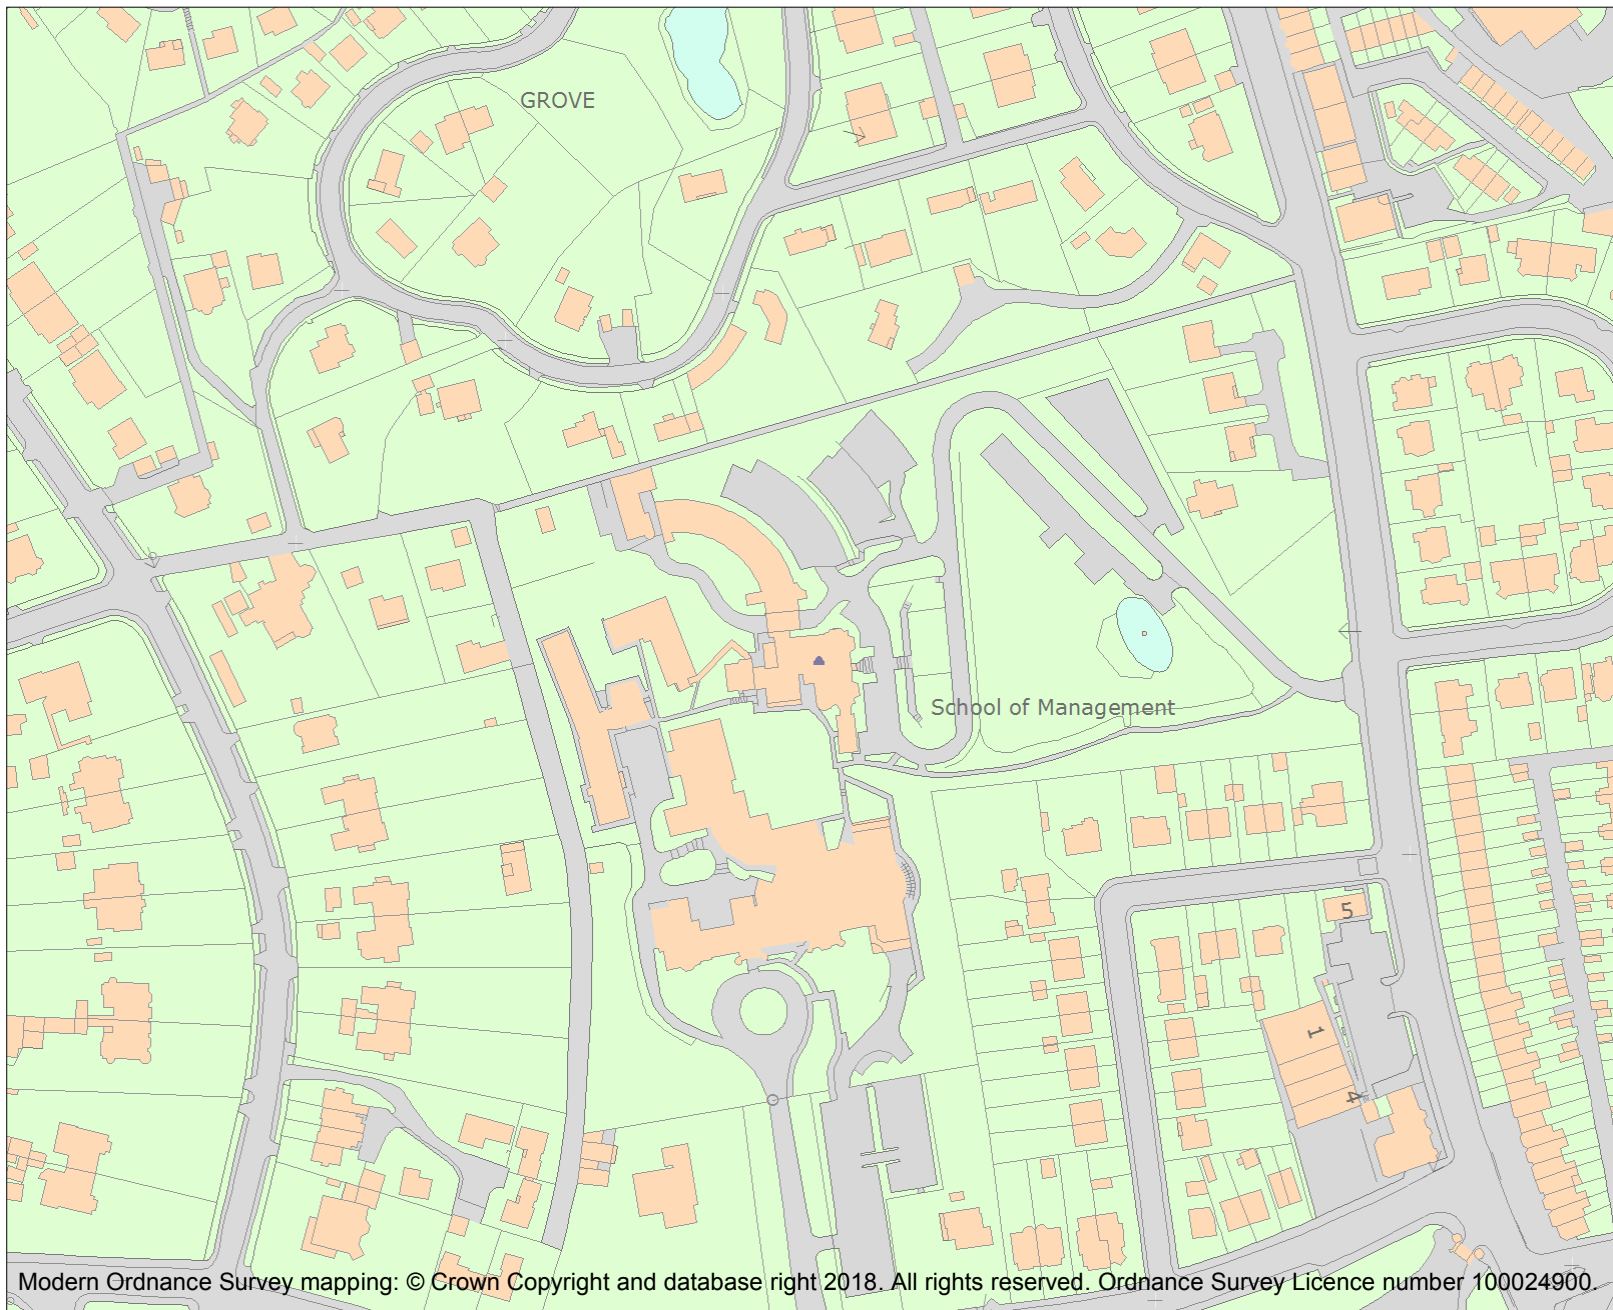 GROVE
School of Management
5
1
4
Modern Ordnance Survey mapping: © Crown Copyright and database right 2018. All rights reserved. Ordnance Survey Licence number 100024900.